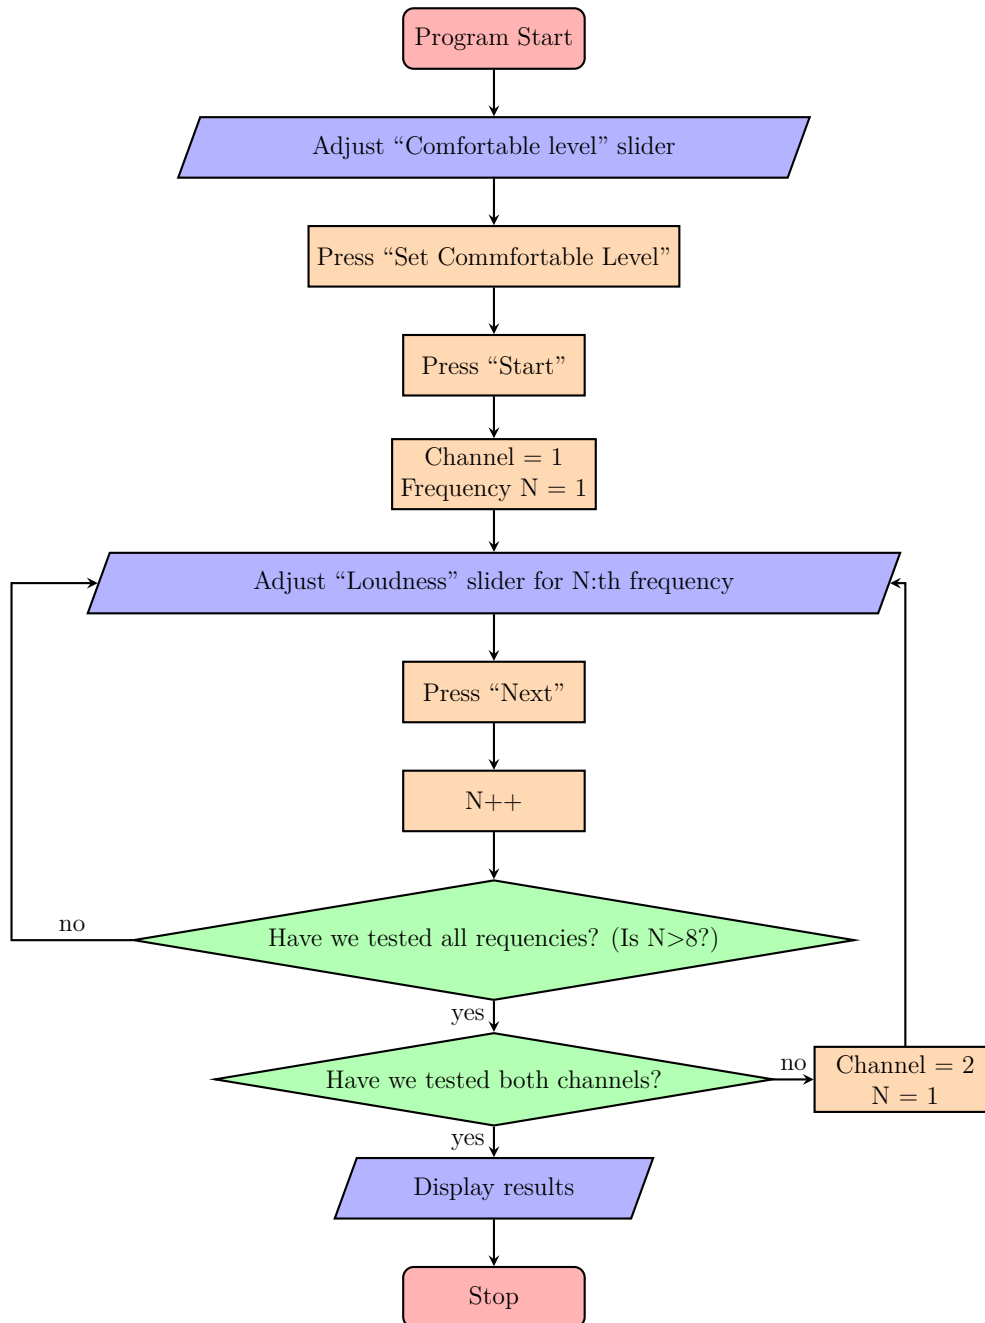 Program Start
Adjust “Comfortable level” slider
Press “Set Commfortable Level”
Press “Start”
Channel = 1
Frequency N = 1
Adjust “Loudness” slider for N:th frequency
Press “Next”
N++
no
Have we tested all requencies? (Is N>8?)
yes
Have we tested both channels?
no
Channel = 2
N = 1
yes
Display results
Stop